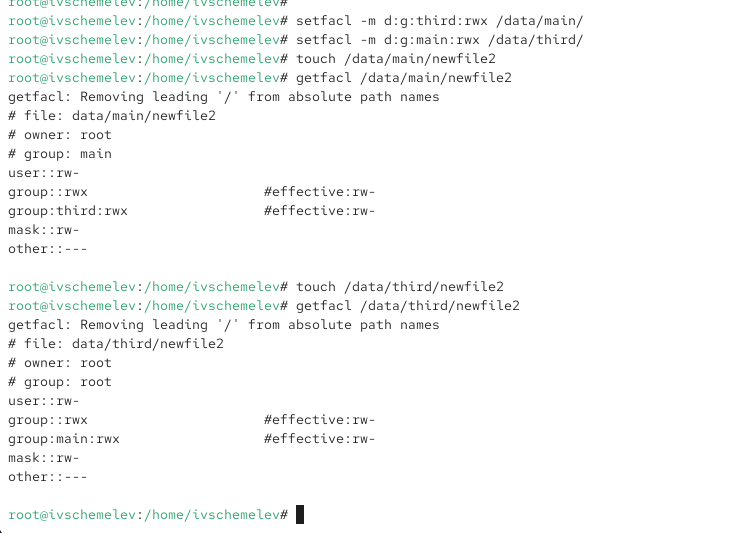 root@ivschemelev:/home/ivschemelev#
root@ivschemelev:/home/ivschemelev# setfacl -m d:g:third:rwx /data/main/
root@ivschemelev:/home/ivschemelev# setfacl -m d:g:main:rwx /data/third/
root@ivschemelev:/home/ivschemelev# touch /data/main/newfile2
root@ivschemelev:/home/ivschemelev# getfacl /data/main/newfile2
getfacl: Removing leading '/' from absolute path names
# file: data/main/newfile2
# owner: root
# group: main
user::rw-
group::rwx                      #effective:rw-
group:third:rwx                 #effective:rw-
mask::rw-
other::---

root@ivschemelev:/home/ivschemelev# touch /data/third/newfile2
root@ivschemelev:/home/ivschemelev# getfacl /data/third/newfile2
getfacl: Removing leading '/' from absolute path names
# file: data/third/newfile2
# owner: root
# group: root
user::rw-
group::rwx                      #effective:rw-
group:main:rwx                  #effective:rw-
mask::rw-
other::---

root@ivschemelev:/home/ivschemelev#